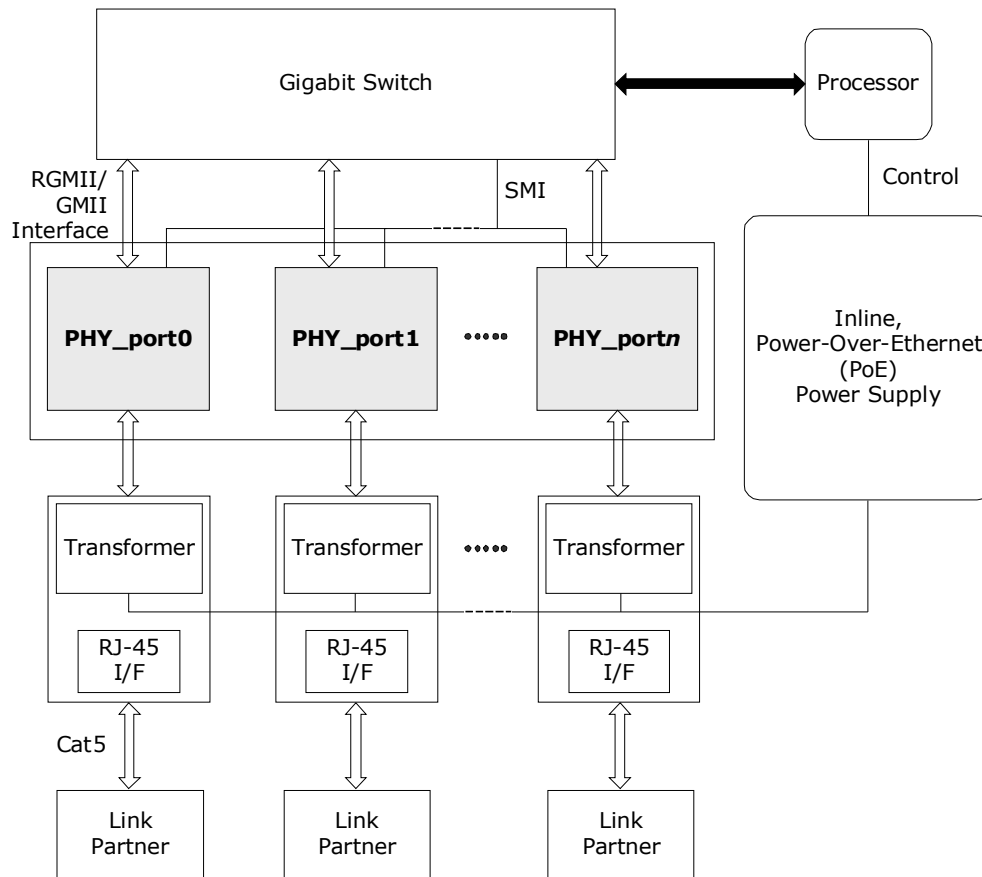 Gigabit Switch
Processor
RGMII/
GMII
Interface
SMI
Control
PHY_port0
PHY_port1
PHY_portn
Inline,
Power-Over-Ethernet
(PoE)
Power Supply
Transformer
Transformer
Transformer
RJ-45
I/F
RJ-45
I/F
RJ-45
I/F
Cat5
Link
Partner
Link
Partner
Link
Partner